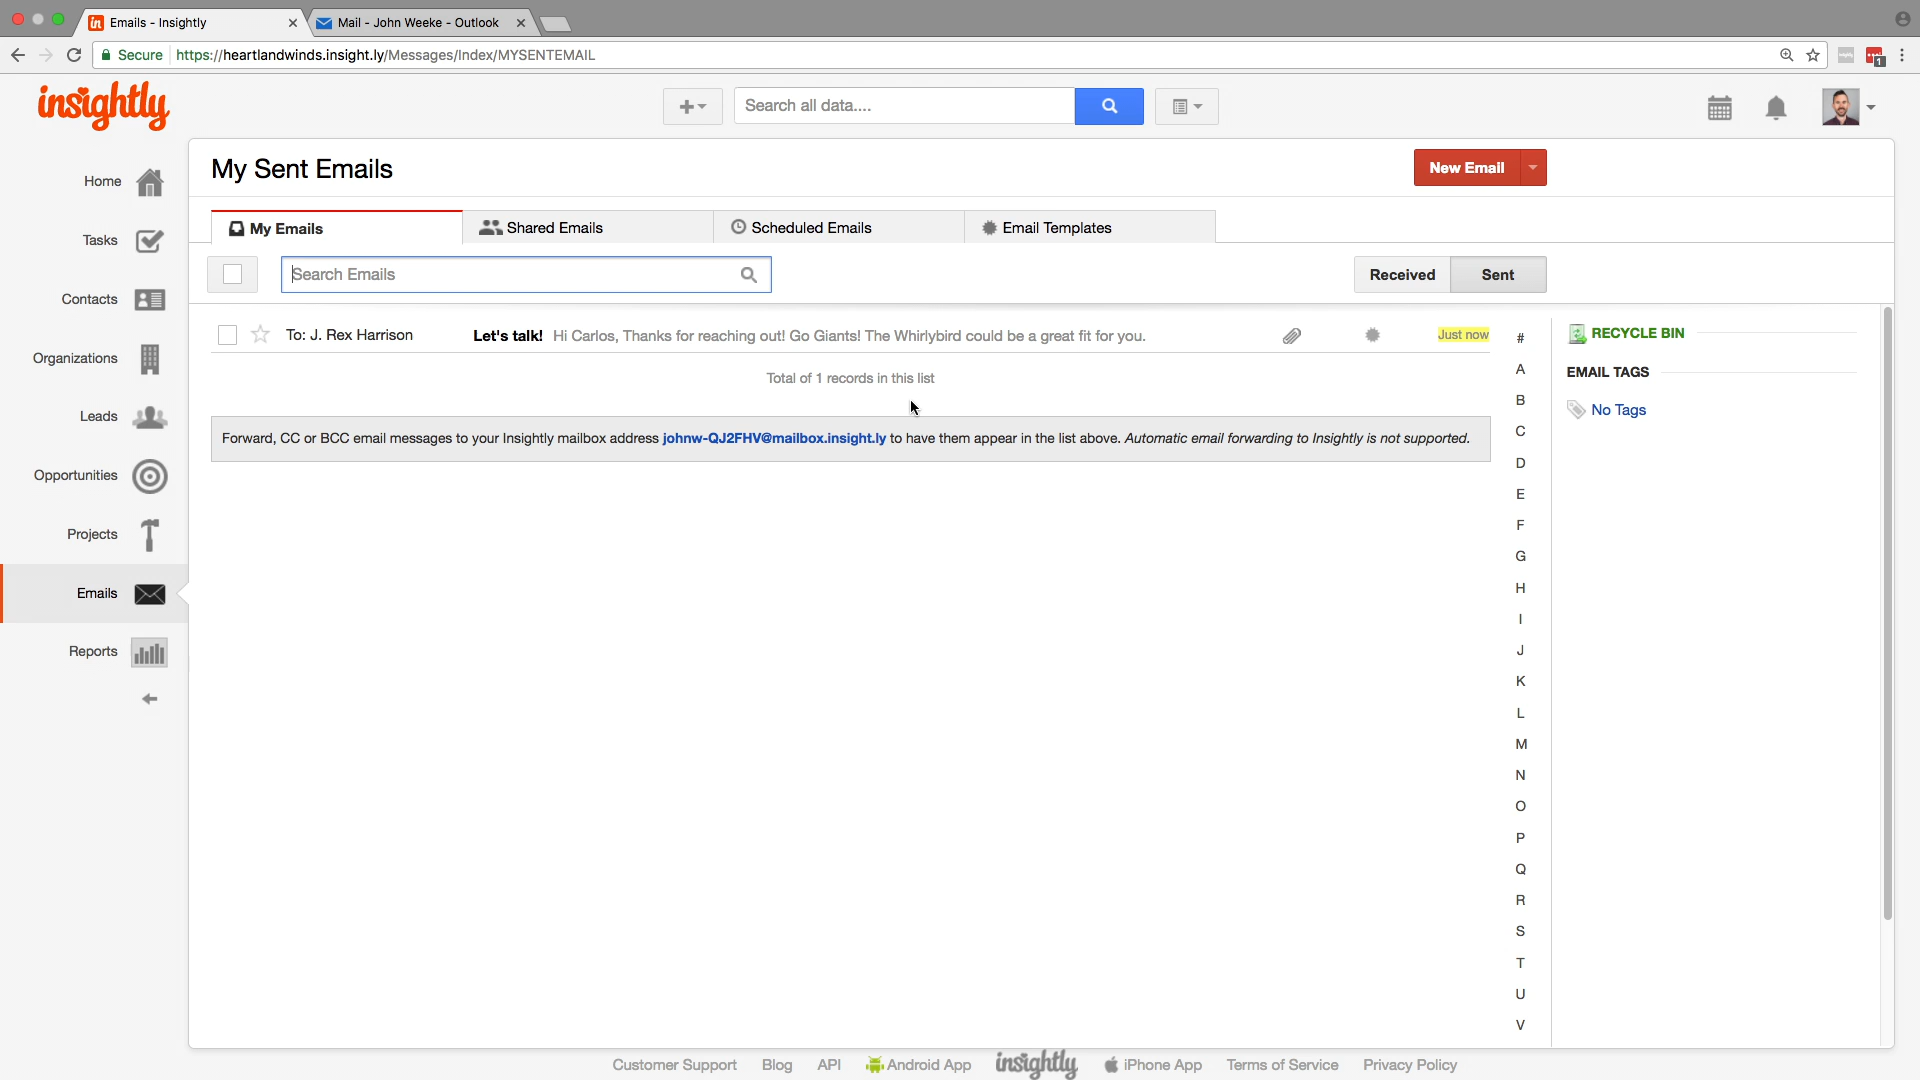 Emails - Insightly
Mail - John Weeke - Outlook
Secure
https://heartlandwinds.insight.ly/Messages/Index/MYSENTEMAIL
1
insightly
Search all data....
Home
Tasks
Contacts
Organizations
Leads
Opportunities
Projects
Emails
Reports
My Sent Emails
New Email
My Emails
Shared Emails
Scheduled Emails
Email Templates
Search Emails
Received
Sent
To: J. Rex Harrison
Let's talk! Hi Carlos, Thanks for reaching out! Go Giants! The Whirlybird could be a great fit for you.
Just now
Total of 1 records in this list
Forward, CC or BCC email messages to your Insightly mailbox address johnw-QJ2FHV@mailbox.insight.ly to have them appear in the list above. Automatic email forwarding to Insightly is not supported.
#
A
B
C
D
E
F
G
H
I
J
K
L
M
N
O
P
Q
R
S
T
U
V
RECYCLE BIN
EMAIL TAGS
No Tags
Customer Support Blog API Android App insightly iPhone App Terms of Service Privacy Policy